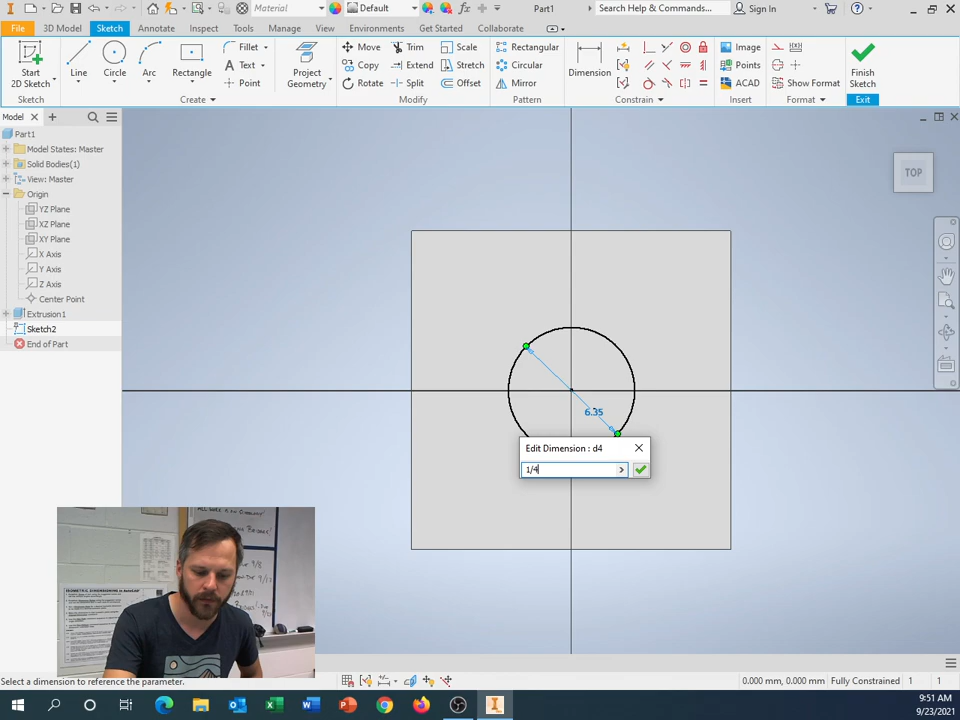 Material
Default
Part1
Search Help & Commands...
Sign In
File
3D Model
Sketch
Annotate
Inspect
Tools
Manage
View
Environments
Get Started
Collaborate
Start
2D Sketch
Line
Circle
Arc
Rectangle
Fillet
Text
Point
Project
Geometry
Move
Copy
Rotate
Trim
Extend
Split
Scale
Stretch
Offset
Rectangular
Circular
Mirror
Dimension
Image
Points
ACAD
Show Format
Finish
Sketch
Sketch
Create
Modify
Pattern
Constrain
Insert
Format
Exit
Model
Part1
Model States: Master
Solid Bodies(1)
View: Master
Origin
YZ Plane
XZ Plane
XY Plane
X Axis
Y Axis
Z Axis
Center Point
Extrusion1
Sketch2
End of Part
TOP
6.35
Edit Dimension : d4
1/4
Select a dimension to reference the parameter.
0.000 mm, 0.000 mm
Fully Constrained
1
1
9:51 AM
9/23/2021